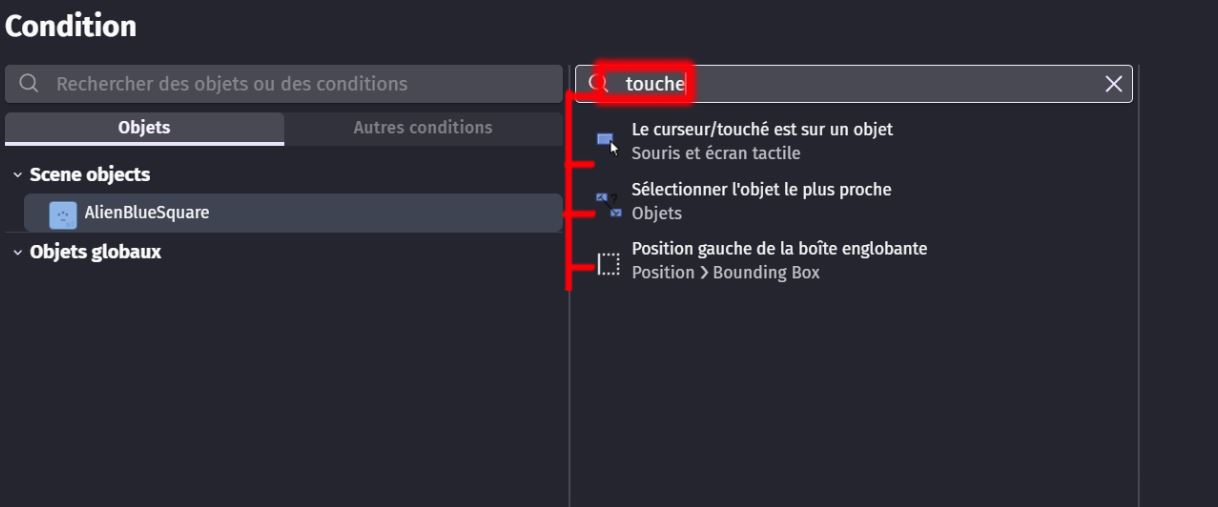 Condition
Rechercher des objets ou des conditions
touche
Objets
Autres conditions
Scene objects
AlienBlueSquare
Objets globaux
Le curseur/touché est sur un objet
Souris et écran tactile
Sélectionner l'objet le plus proche
Objets
Position gauche de la boîte englobante
Position ❯ Bounding Box